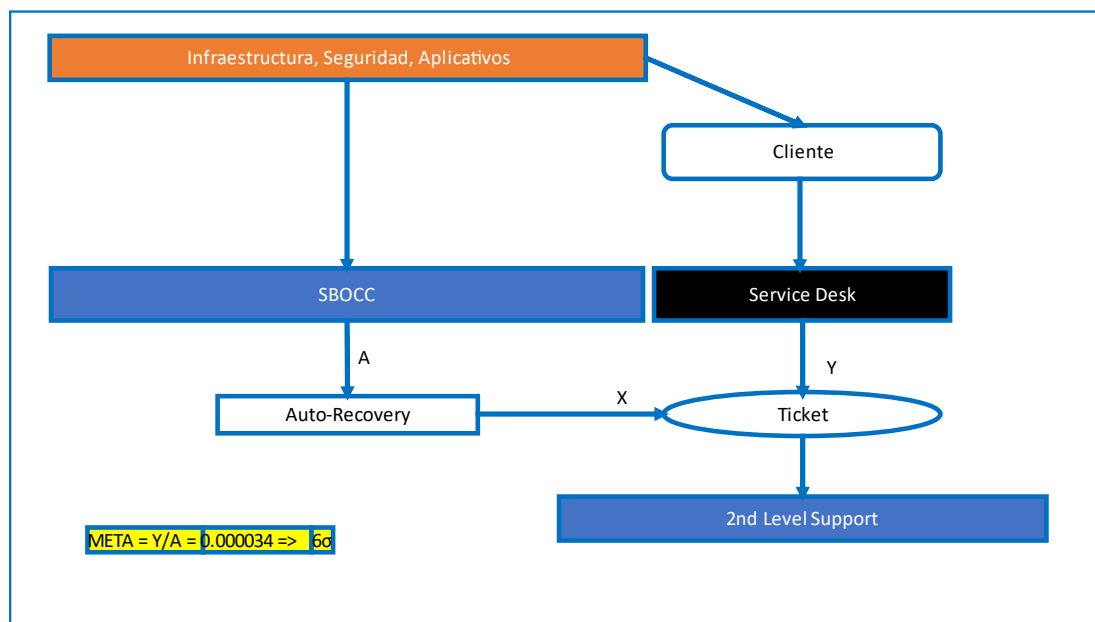 Infraestructura, Seguridad, Aplicativos
Cliente
SBOCC
Service Desk
A
Y
X
Auto-Recovery
Ticket
2nd Level Support
META = Y/A = 0.000034 => 6σ